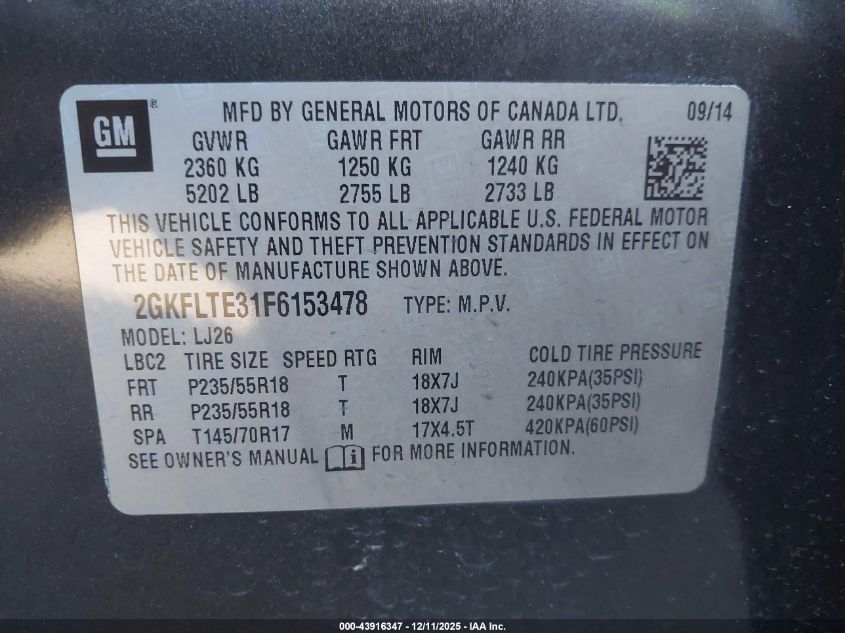 GM ® MFD BY GENERAL MOTORS OF CANADA LTD. 09/14
GVWR GAWR FRT GAWR RR
2360 KG 1250 KG 1240 KG
5202 LB 2755 LB 2733 LB
THIS VEHICLE CONFORMS TO ALL APPLICABLE U.S. FEDERAL MOTOR
VEHICLE SAFETY AND THEFT PREVENTION STANDARDS IN EFFECT ON
THE DATE OF MANUFACTURE SHOWN ABOVE.
2GKFLTE31F6153478 TYPE: M.P.V.
MODEL: LJ26
LBC2 TIRE SIZE SPEED RTG RIM COLD TIRE PRESSURE
FRT P235/55R18 T 18X7J 240KPA(35PSI)
RR P235/55R18 T 18X7J 240KPA(35PSI)
SPA T145/70R17 M 17X4.5T 420KPA(60PSI)
SEE OWNER'S MANUAL i FOR MORE INFORMATION.
000-43916347 - 12/11/2025 - IAA Inc.